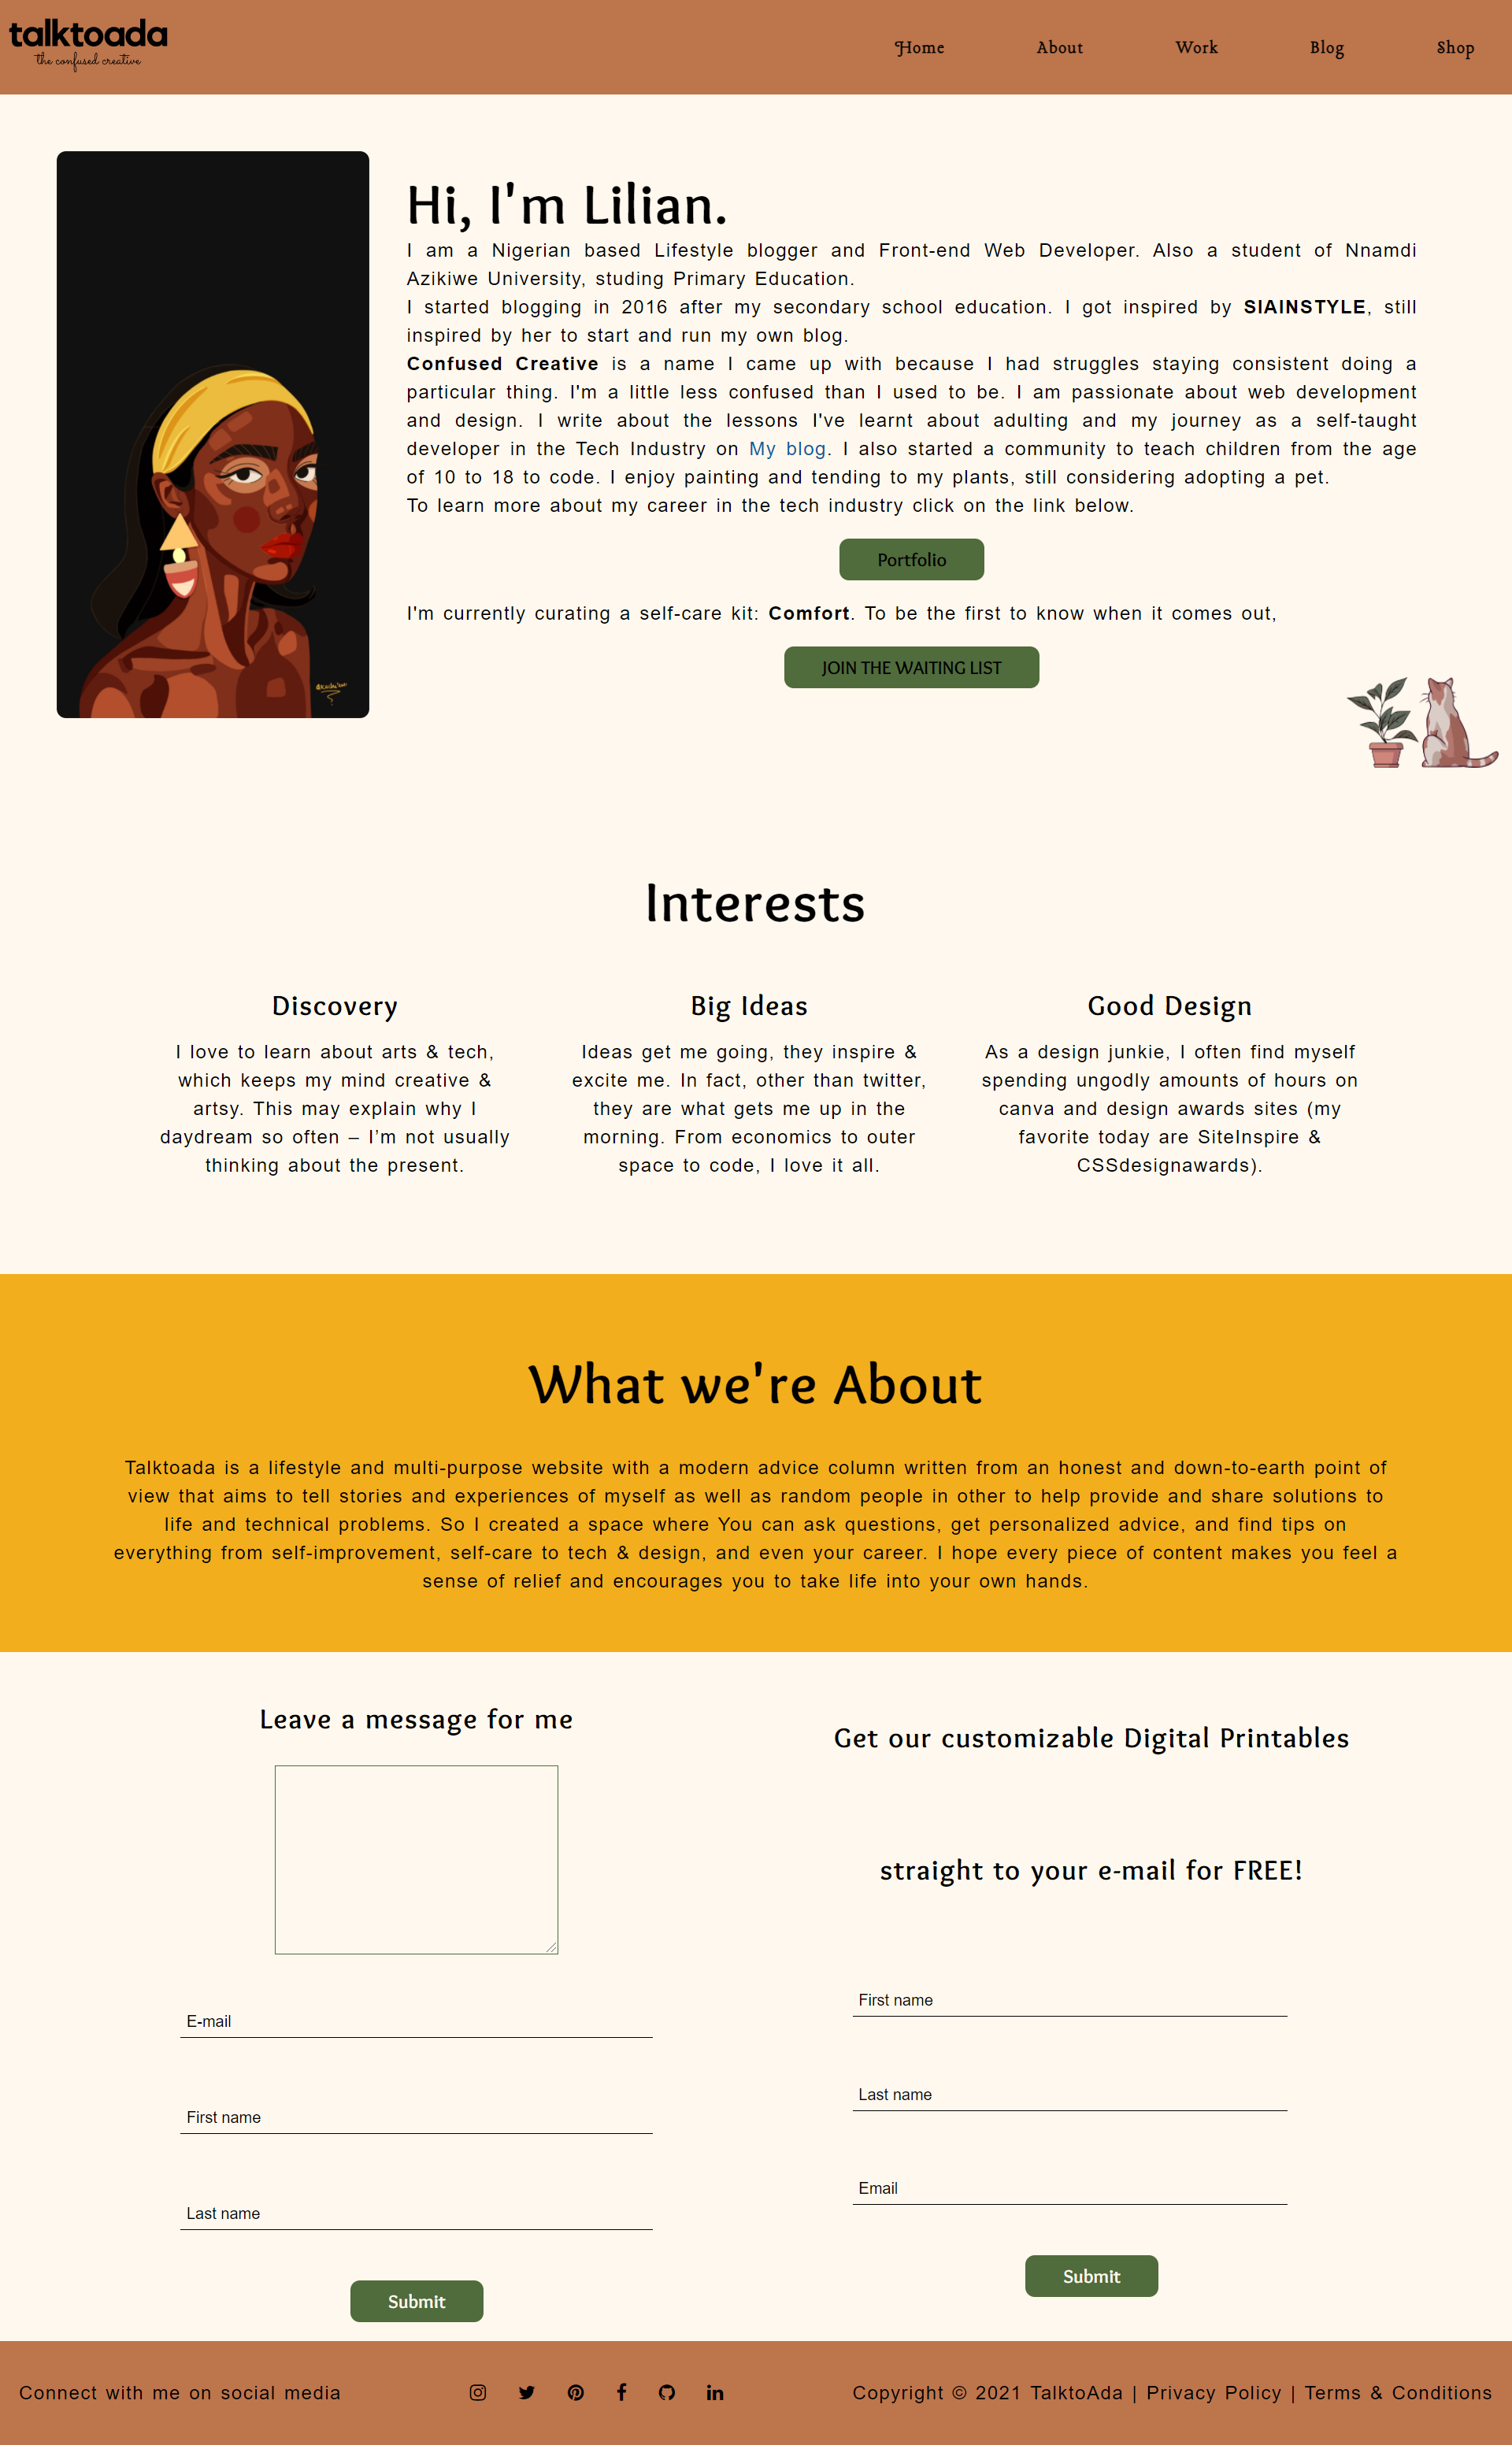 talktoada
the confused creative
Home About Work Blog Shop
Hi, I'm Lilian.
I am a Nigerian based Lifestyle blogger and Front-end Web Developer. Also a student of Nnamdi
Azikiwe University, studing Primary Education.
I started blogging in 2016 after my secondary school education. I got inspired by SIAINSTYLE, still
inspired by her to start and run my own blog.
Confused Creative is a name I came up with because I had struggles staying consistent doing a
particular thing. I'm a little less confused than I used to be. I am passionate about web development
and design. I write about the lessons I've learnt about adulting and my journey as a self-taught
developer in the Tech Industry on My blog. I also started a community to teach children from the age
of 10 to 18 to code. I enjoy painting and tending to my plants, still considering adopting a pet.
To learn more about my career in the tech industry click on the link below.
Portfolio
I'm currently curating a self-care kit: Comfort. To be the first to know when it comes out,
JOIN THE WAITING LIST
Interests
Discovery
I love to learn about arts & tech,
which keeps my mind creative &
artsy. This may explain why I
daydream so often – I’m not usually
thinking about the present.
Big Ideas
Ideas get me going, they inspire &
excite me. In fact, other than twitter,
they are what gets me up in the
morning. From economics to outer
space to code, I love it all.
Good Design
As a design junkie, I often find myself
spending ungodly amounts of hours on
canva and design awards sites (my
favorite today are SiteInspire &
CSSdesignawards).
What we're About
Talktoada is a lifestyle and multi-purpose website with a modern advice column written from an honest and down-to-earth point of
view that aims to tell stories and experiences of myself as well as random people in other to help provide and share solutions to
life and technical problems. So I created a space where You can ask questions, get personalized advice, and find tips on
everything from self-improvement, self-care to tech & design, and even your career. I hope every piece of content makes you feel a
sense of relief and encourages you to take life into your own hands.
Leave a message for me
E-mail
First name
Last name
Submit
Get our customizable Digital Printables
straight to your e-mail for FREE!
First name
Last name
Email
Submit
Connect with me on social media
Copyright © 2021 TalktoAda | Privacy Policy | Terms & Conditions